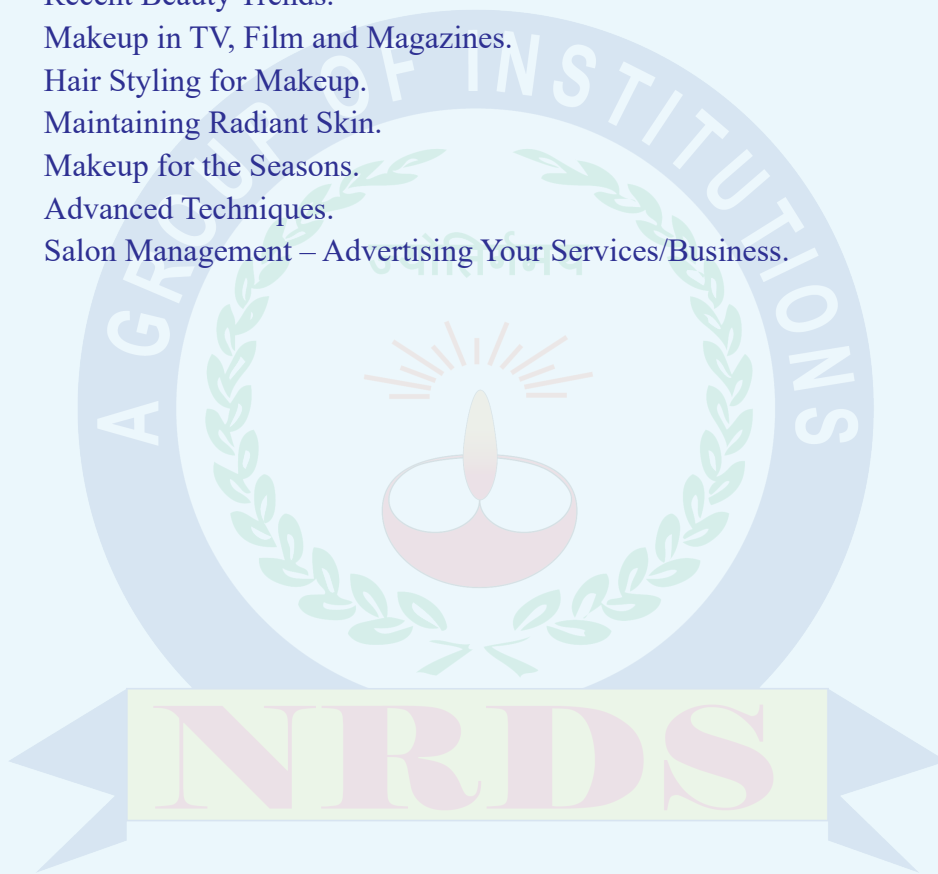 Recent Beauty Trends.
Makeup in TV, Film and Magazines.
Hair Styling for Makeup.
Maintaining Radiant Skin.
Makeup for the Seasons.
Advanced Techniques.
Salon Management – Advertising Your Services/Business.
A GROUP OF INSTITUTIONS
NRDS